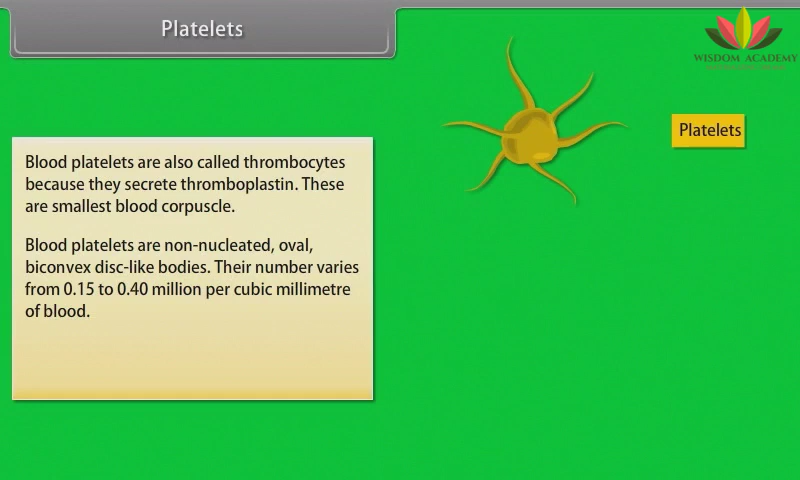 Platelets
WISDOM ACADEMY
Platelets
Blood platelets are also called thrombocytes
because they secrete thromboplastin. These
are smallest blood corpuscle.
Blood platelets are non-nucleated, oval,
biconvex disc-like bodies. Their number varies
from 0.15 to 0.40 million per cubic millimetre
of blood.